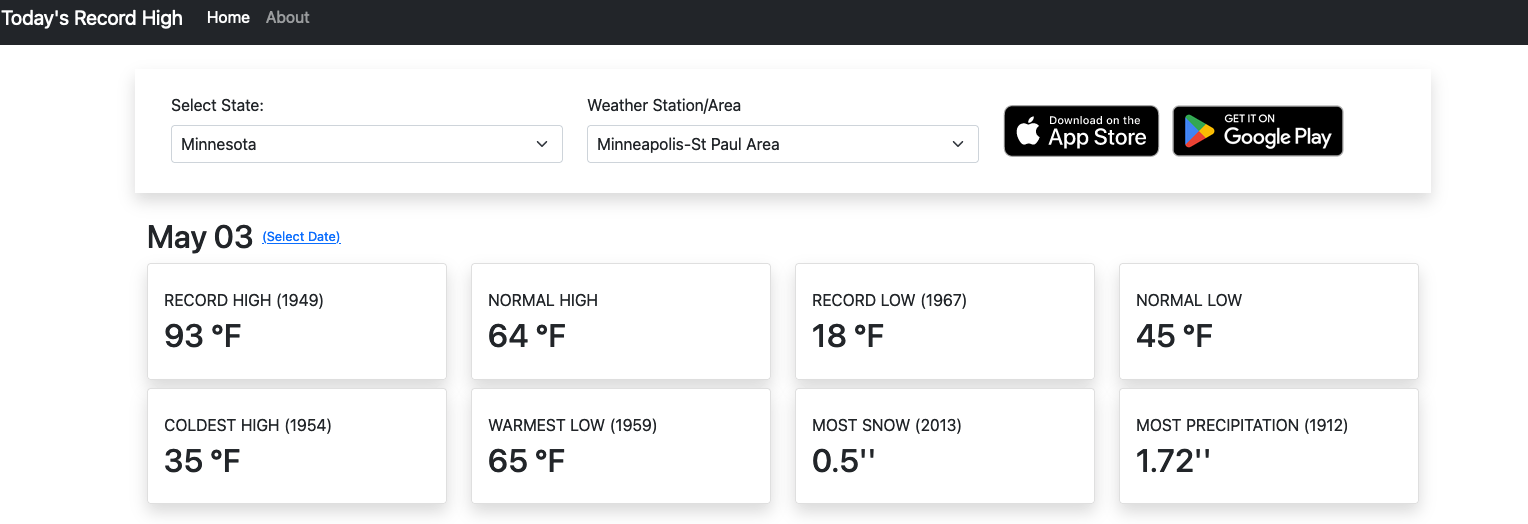 Today's Record High Home About
Select State: Weather Station/Area
Minnesota Minneapolis-St Paul Area
Download on the App Store
GET IT ON Google Play
May 03 (Select Date)
RECORD HIGH (1949)
93 °F
NORMAL HIGH
64 °F
RECORD LOW (1967)
18 °F
NORMAL LOW
45 °F
COLDEST HIGH (1954)
35 °F
WARMEST LOW (1959)
65 °F
MOST SNOW (2013)
0.5''
MOST PRECIPITATION (1912)
1.72''